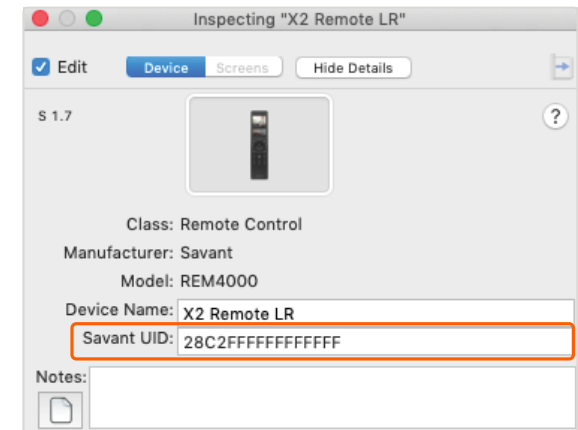 Inspecting "X2 Remote LR"
Edit Device Screens Hide Details
S 1.7 ?
Class: Remote Control
Manufacturer: Savant
Model: REM4000
Device Name: X2 Remote LR
Savant UID: 28C2FFFFFFFFFFFF
Notes: